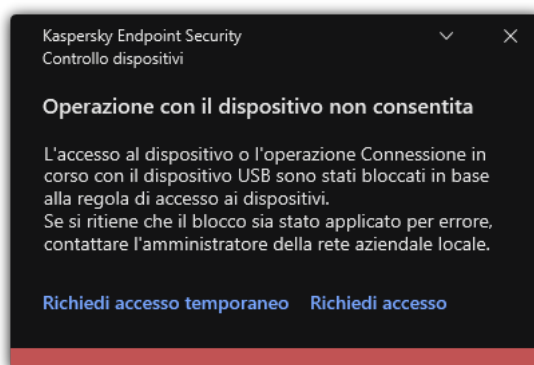 Kaspersky Endpoint Security
Controllo dispositivi
Operazione con il dispositivo non consentita
L'accesso al dispositivo o l'operazione Connessione in
corso con il dispositivo USB sono stati bloccati in base
alla regola di accesso ai dispositivi.
Se si ritiene che il blocco sia stato applicato per errore,
contattare l'amministratore della rete aziendale locale.
Richiedi accesso temporaneo Richiedi accesso